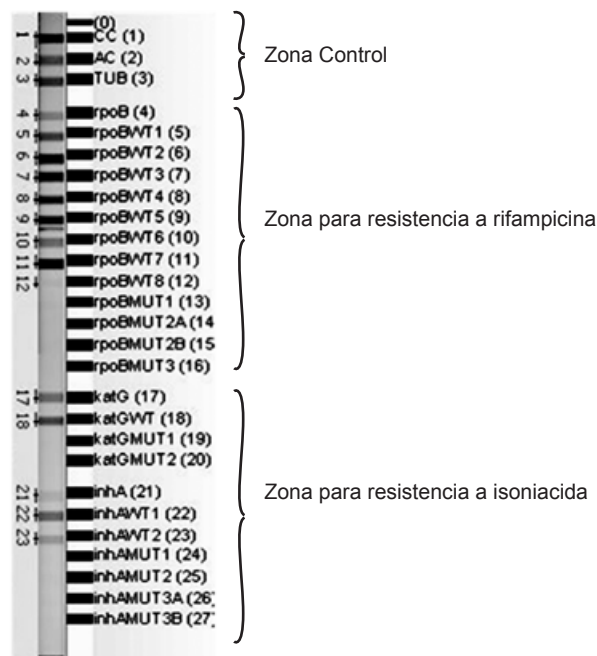 (0)
1 CC (1)
2 AC (2)
3 TUB (3)
Zona Control
4 rpoB (4)
5 rpoBWT1 (5)
6 rpoBWT2 (6)
7 rpoBWT3 (7)
8 rpoBWT4 (8)
9 rpoBWT5 (9)
10 rpoBWT6 (10)
11 rpoBWT7 (11)
12 rpoBWT8 (12)
rpoBMUT1 (13)
rpoBMUT2A (14
rpoBMUT2B (15
rpoBMUT3 (16)
Zona para resistencia a rifampicina
17 katG (17)
18 katGWT (18)
katGMUT1 (19)
katGMUT2 (20)
21 inhA (21)
22 inhAWT1 (22)
23 inhAWT2 (23)
inhAMUT1 (24)
inhAMUT2 (25)
inhAMUT3A (26)
inhAMUT3B (27)
Zona para resistencia a isoniacida